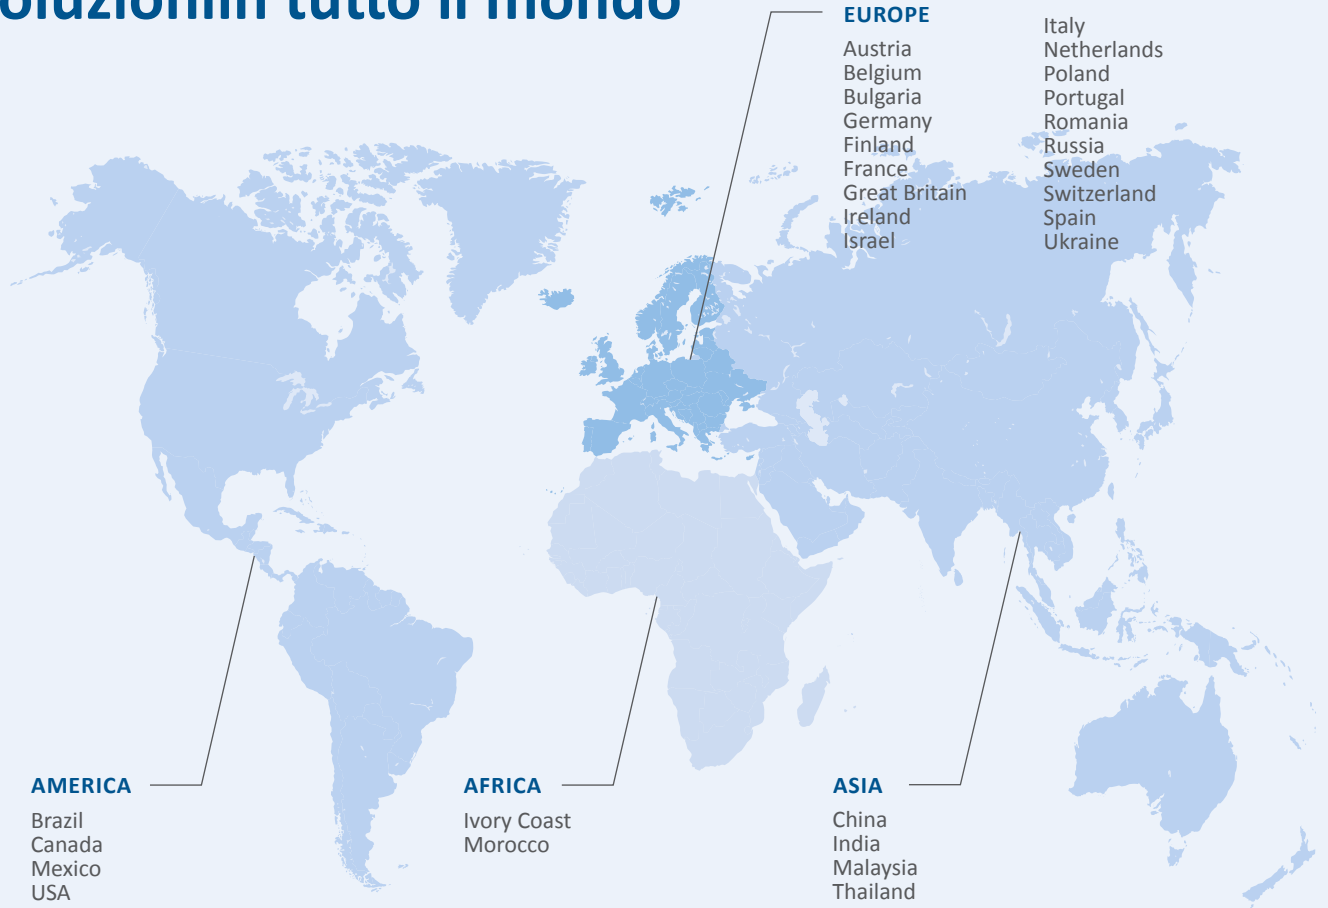 oluzioniin tutto il mondo
EUROPE
Austria
Belgium
Bulgaria
Germany
Finland
France
Great Britain
Ireland
Israel
Italy
Netherlands
Poland
Portugal
Romania
Russia
Sweden
Switzerland
Spain
Ukraine
AMERICA
Brazil
Canada
Mexico
USA
AFRICA
Ivory Coast
Morocco
ASIA
China
India
Malaysia
Thailand